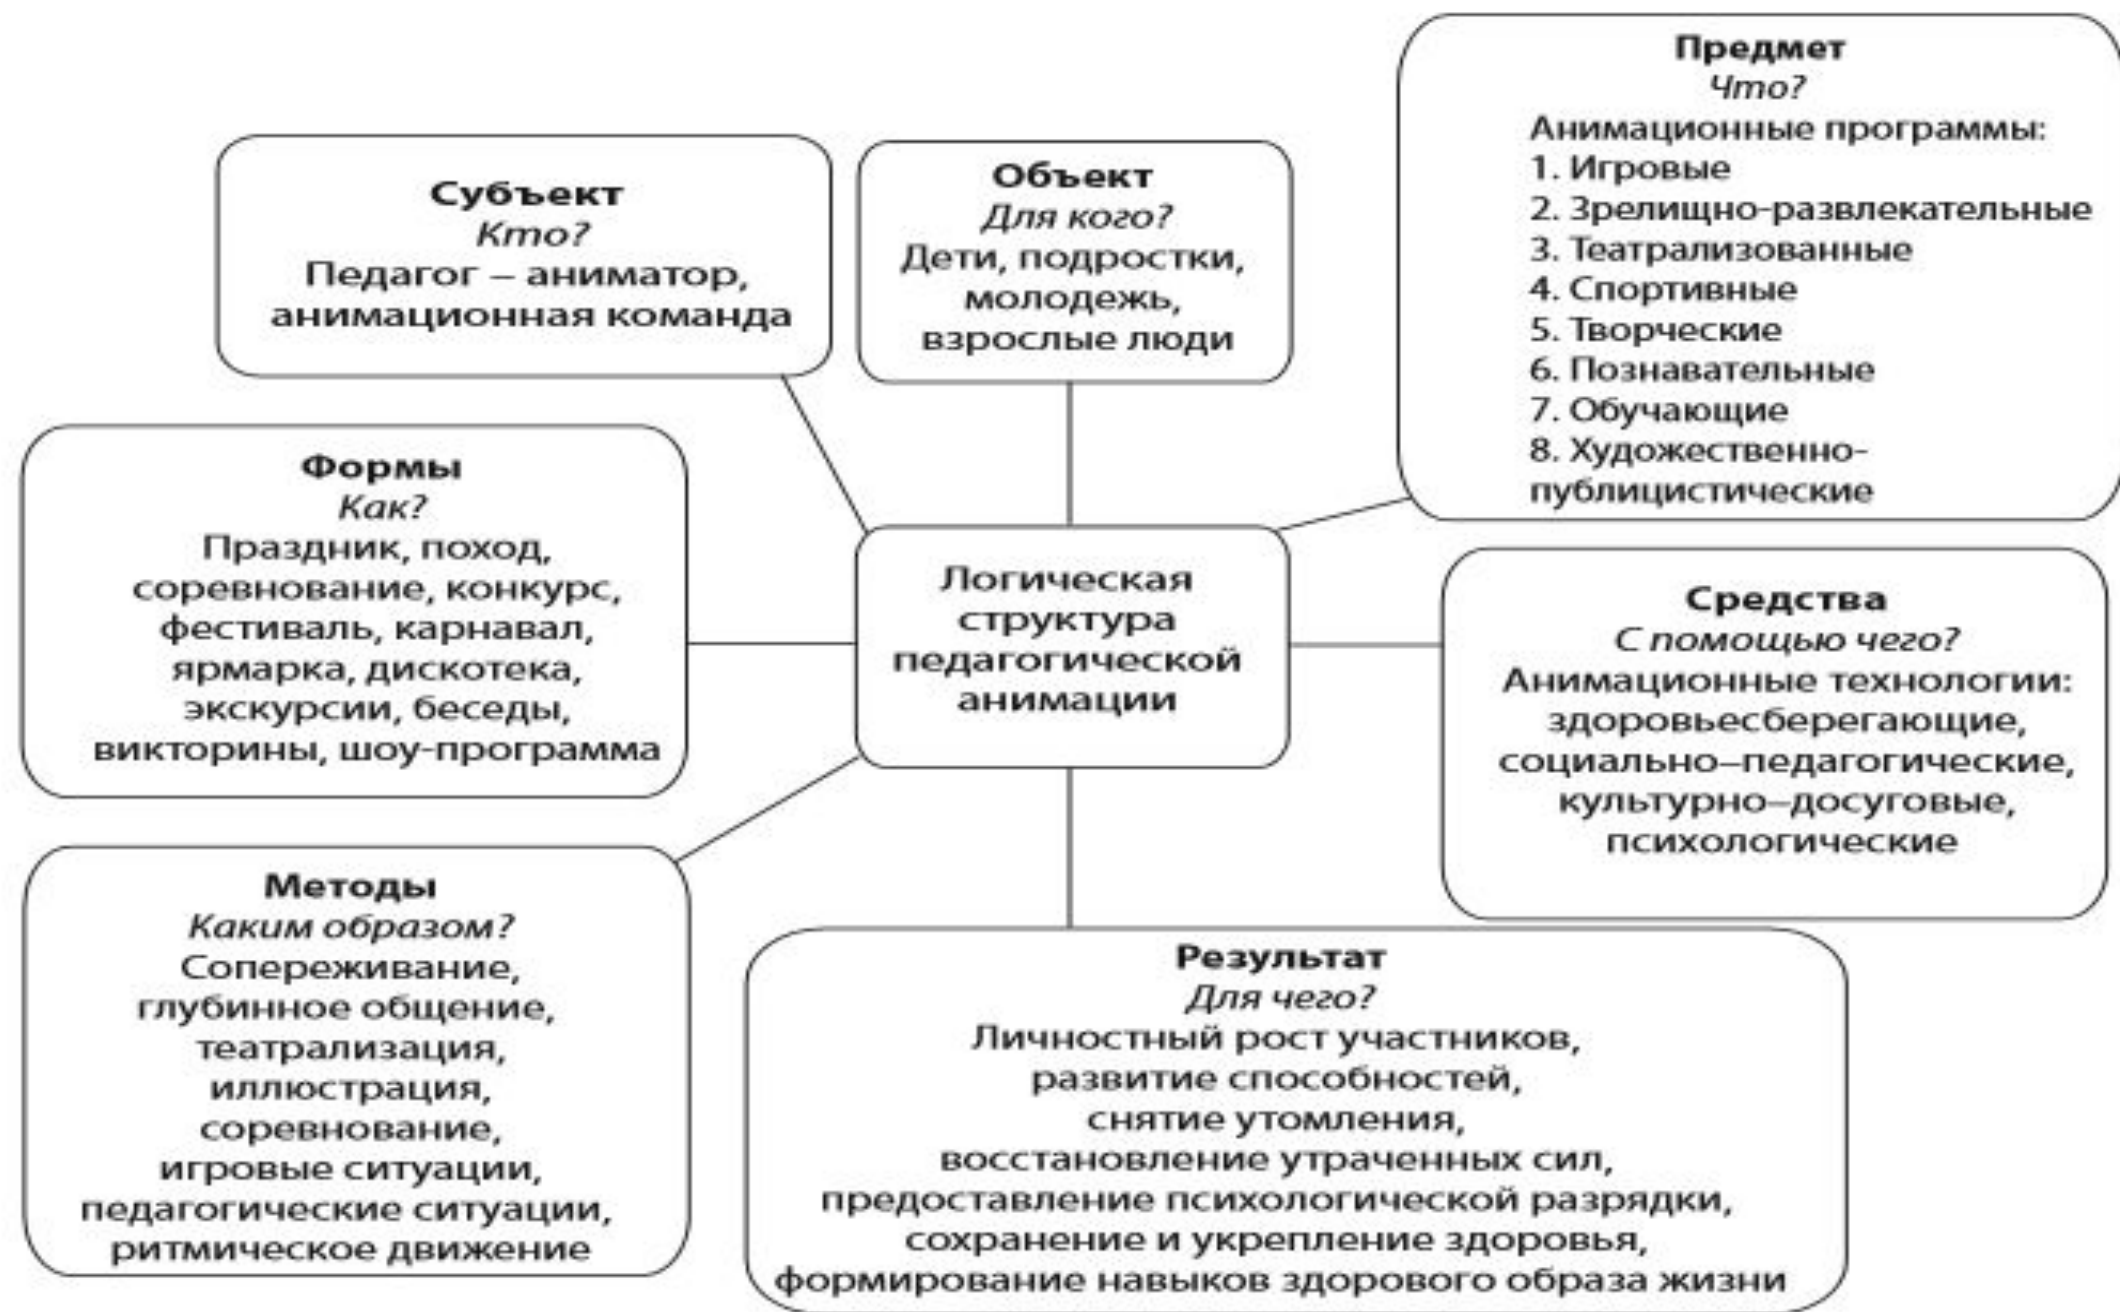 Предмет
Что?
Анимационные программы:
1. Игровые
2. Зрелищно-развлекательные
3. Театрализованные
4. Спортивные
5. Творческие
6. Познавательные
7. Обучающие
8. Художественно-
публицистические
Субъект
Кто?
Педагог – аниматор,
анимационная команда
Объект
Для кого?
Дети, подростки,
молодежь,
взрослые люди
Формы
Как?
Праздник, поход,
соревнование, конкурс,
фестиваль, карнавал,
ярмарка, дискотека,
экскурсии, беседы,
викторины, шоу-программа
Логическая
структура
педагогической
анимации
Средства
С помощью чего?
Анимационные технологии:
здоровьесберегающие,
социально–педагогические,
культурно–досуговые,
психологические
Методы
Каким образом?
Сопереживание,
глубинное общение,
театрализация,
иллюстрация,
соревнование,
игровые ситуации,
педагогические ситуации,
ритмическое движение
Результат
Для чего?
Личностный рост участников,
развитие способностей,
снятие утомления,
восстановление утраченных сил,
предоставление психологической разрядки,
сохранение и укрепление здоровья,
формирование навыков здорового образа жизни